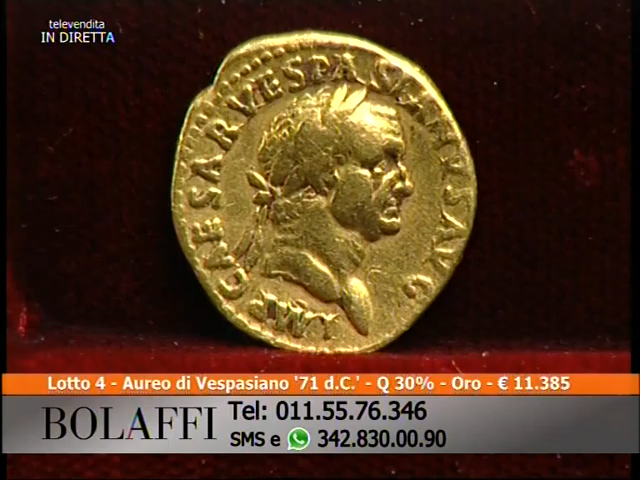 televendita
IN DIRETTA
IMP CAESAR VESPASIANVS AVG
Lotto 4 - Aureo di Vespasiano '71 d.C.' - Q 30% - Oro - € 11.385
BOLAFFI
Tel: 011.55.76.346
SMS e 342.830.00.90